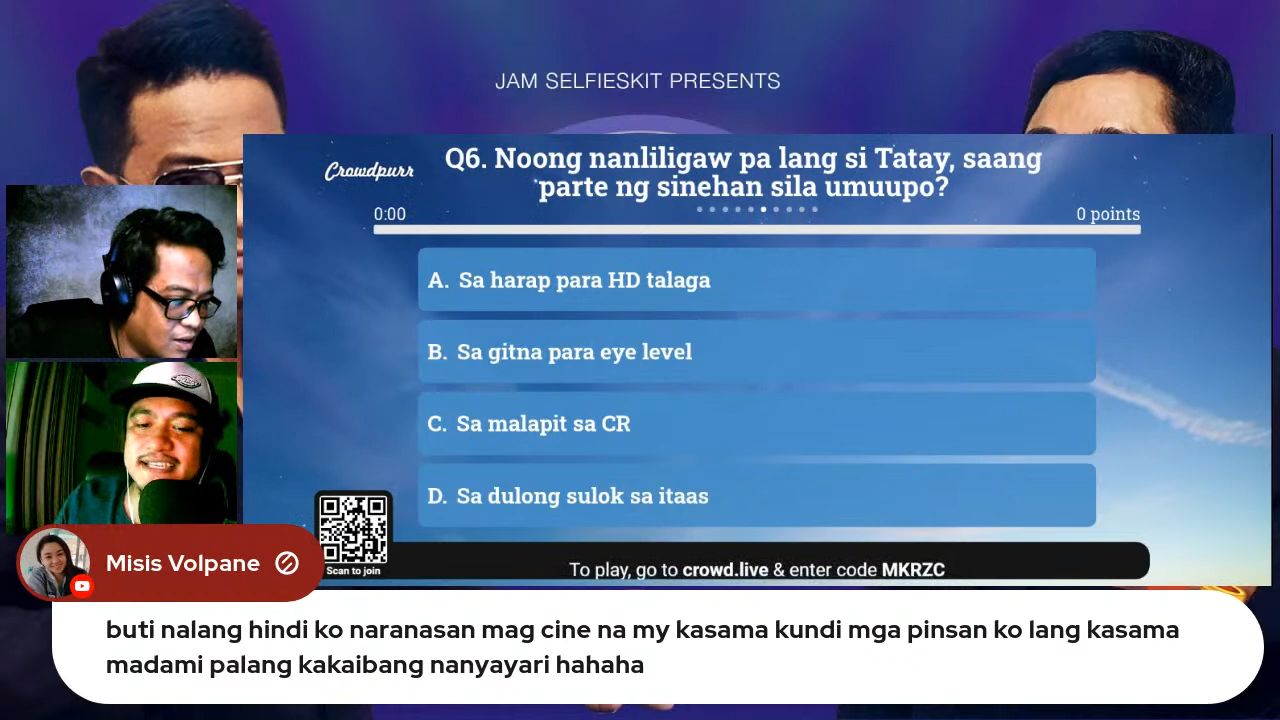 JAM SELFIESKIT PRESENTS
Crowdpurr
Q6. Noong nanliligaw pa lang si Tatay, saang
parte ng sinehan sila umuupo?
0:00
0 points
A. Sa harap para HD talaga
B. Sa gitna para eye level
C. Sa malapit sa CR
D. Sa dulong sulok sa itaas
Scan to join
To play, go to crowd.live & enter code MKRZC
Misis Volpane
buti nalang hindi ko naranasan mag cine na my kasama kundi mga pinsan ko lang kasama
madami palang kakaibang nanyayari hahaha